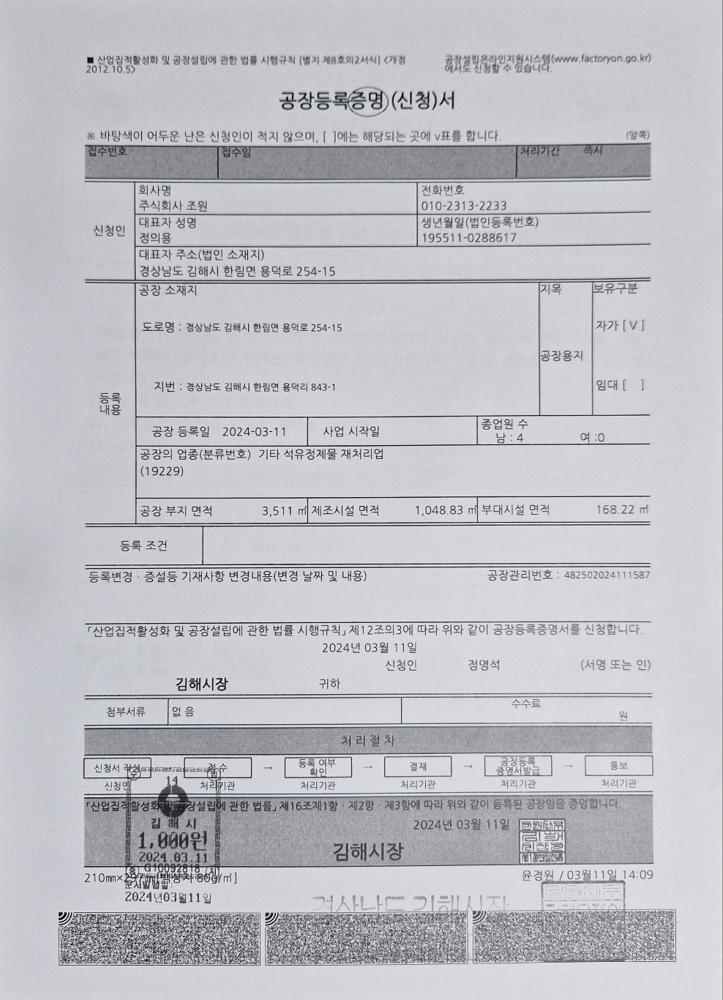 ■ 산업집적활성화 및 공장설립에 관한 법률 시행규칙 [별지 제8호의2서식] <개정 2012.10.5>
공장설립온라인지원시스템(www.factoryon.go.kr)에서도 신청할 수 있습니다.
공장등록증명(신청)서
※ 바탕색이 어두운 난은 신청인이 적지 않으며, [ ]에는 해당되는 곳에 v표를 합니다.
(앞쪽)
접수번호 접수일 처리기간 즉시
신청인
회사명 전화번호
주식회사 조원 010-2313-2233
대표자 성명 생년월일(법인등록번호)
정의용 195511-0288617
대표자 주소(법인 소재지)
경상남도 김해시 한림면 용덕로 254-15
등록
내용
공장 소재지 지목 보유구분
도로명 : 경상남도 김해시 한림면 용덕로 254-15 자가 [ V ]
공장용지
지번 : 경상남도 김해시 한림면 용덕리 843-1 임대 [ ]
공장 등록일 2024-03-11 사업 시작일 종업원 수
남 : 4 여 :0
공장의 업종(분류번호) 기타 석유정제물 재처리업
(19229)
공장 부지 면적 3,511 ㎡ 제조시설 면적 1,048.83 ㎡ 부대시설 면적 168.22 ㎡
등록 조건
등록변경 · 증설등 기재사항 변경내용(변경 날짜 및 내용) 공장관리번호 : 482502024111587
「산업집적활성화 및 공장설립에 관한 법률 시행규칙」 제12조의3에 따라 위와 같이 공장등록증명서를 신청합니다.
2024년 03월 11일
신청인 정명석 (서명 또는 인)
김해시장 귀하
첨부서류 없 음 수수료
원
처 리 절 차
신청서 작성 접 수 → 등록 여부 확인 → 결재 → 공장등록 증명서발급 → 통보
신청인 처리기관 처리기관 처리기관 처리기관 처리기관
「산업집적활성화 및 공장설립에 관한 법률」 제16조제1항 · 제2항 · 제3항에 따라 위와 같이 등록된 공장임을 증명합니다.
2024년 03월 11일
김해시장
14
김 해 시
1,000원
2024.03.11
G10092818
210㎜×297㎜[백상지 80g/㎡]
윤경원 / 03월11일 14:09
2024년03월11일